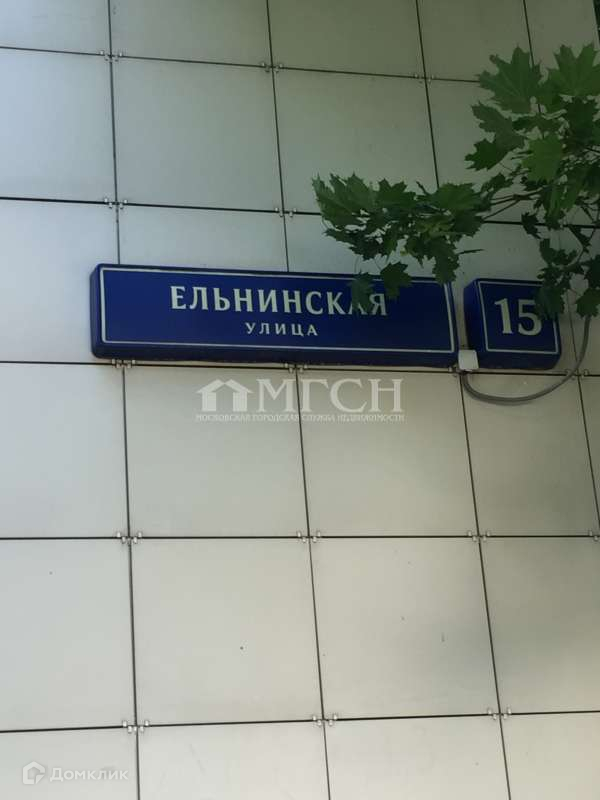 ЕЛЬНИНСКАЯ
УЛИЦА
15
МГСН
МОСКОВСКАЯ ГОРОДСКАЯ СЛУЖБА НЕДВИЖИМОСТИ
Домклик